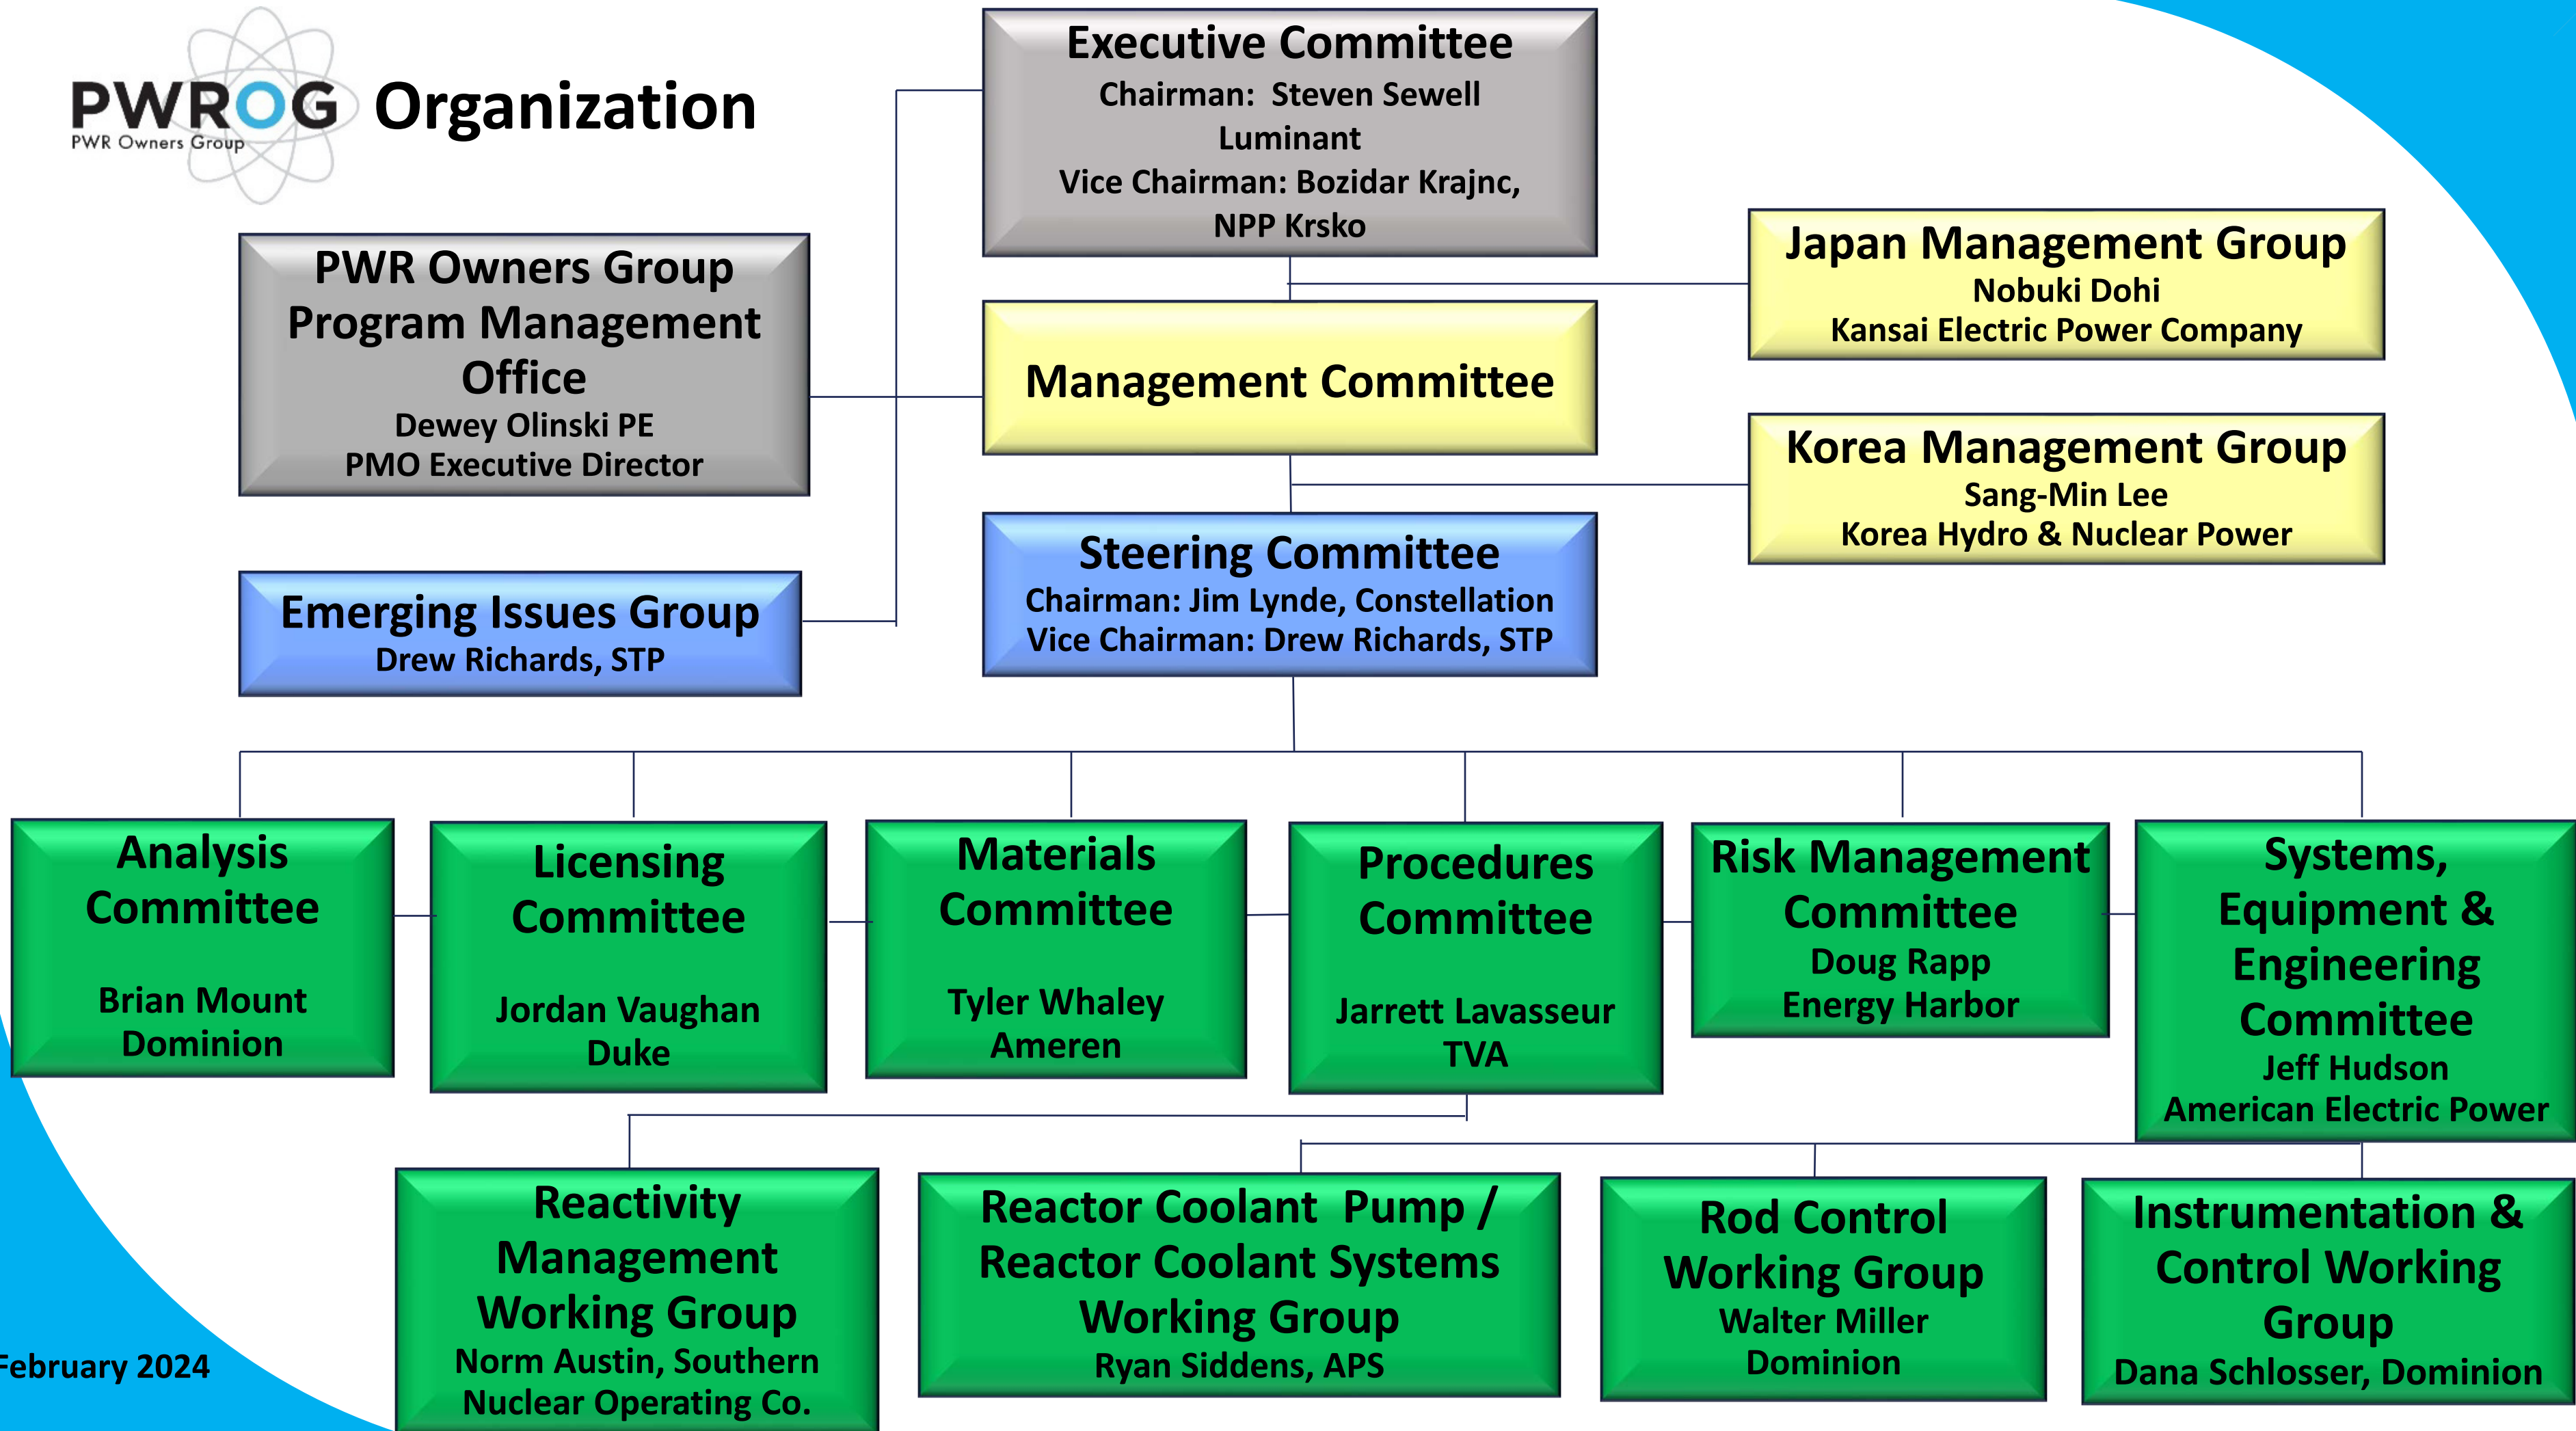 PWROG
PWR Owners Group
Organization
Executive Committee
Chairman:  Steven Sewell
Luminant
Vice Chairman: Bozidar Krajnc,
NPP Krsko
PWR Owners Group
Program Management
Office
Dewey Olinski PE
PMO Executive Director
Japan Management Group
Nobuki Dohi
Kansai Electric Power Company
Management Committee
Korea Management Group
Sang-Min Lee
Korea Hydro & Nuclear Power
Emerging Issues Group
Drew Richards, STP
Steering Committee
Chairman: Jim Lynde, Constellation
Vice Chairman: Drew Richards, STP
Analysis
Committee
Brian Mount
Dominion
Licensing
Committee
Jordan Vaughan
Duke
Materials
Committee
Tyler Whaley
Ameren
Procedures
Committee
Jarrett Lavasseur
TVA
Risk Management
Committee
Doug Rapp
Energy Harbor
Systems,
Equipment &
Engineering
Committee
Jeff Hudson
American Electric Power
Reactivity
Management
Working Group
Norm Austin, Southern
Nuclear Operating Co.
Reactor Coolant  Pump /
Reactor Coolant Systems
Working Group
Ryan Siddens, APS
Rod Control
Working Group
Walter Miller
Dominion
Instrumentation &
Control Working
Group
Dana Schlosser, Dominion
February 2024